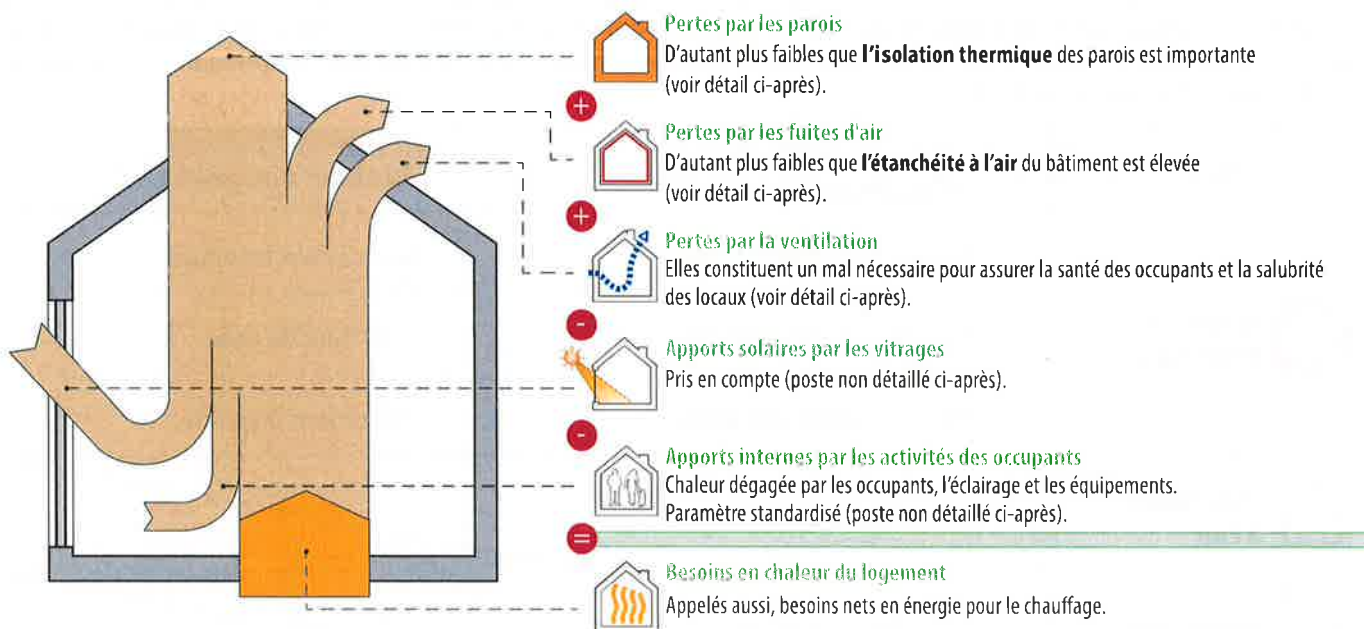 Pertes par les parois
D'autant plus faibles que l'isolation thermique des parois est importante
(voir détail ci-après).
+
Pertes par les fuites d'air
D'autant plus faibles que l'étanchéité à l'air du bâtiment est élevée
(voir détail ci-après).
+
Pertes par la ventilation
Elles constituent un mal nécessaire pour assurer la santé des occupants et la salubrité
des locaux (voir détail ci-après).
-
Apports solaires par les vitrages
Pris en compte (poste non détaillé ci-après).
-
Apports internes par les activités des occupants
Chaleur dégagée par les occupants, l'éclairage et les équipements.
Paramètre standardisé (poste non détaillé ci-après).
=
Besoins en chaleur du logement
Appelés aussi, besoins nets en énergie pour le chauffage.